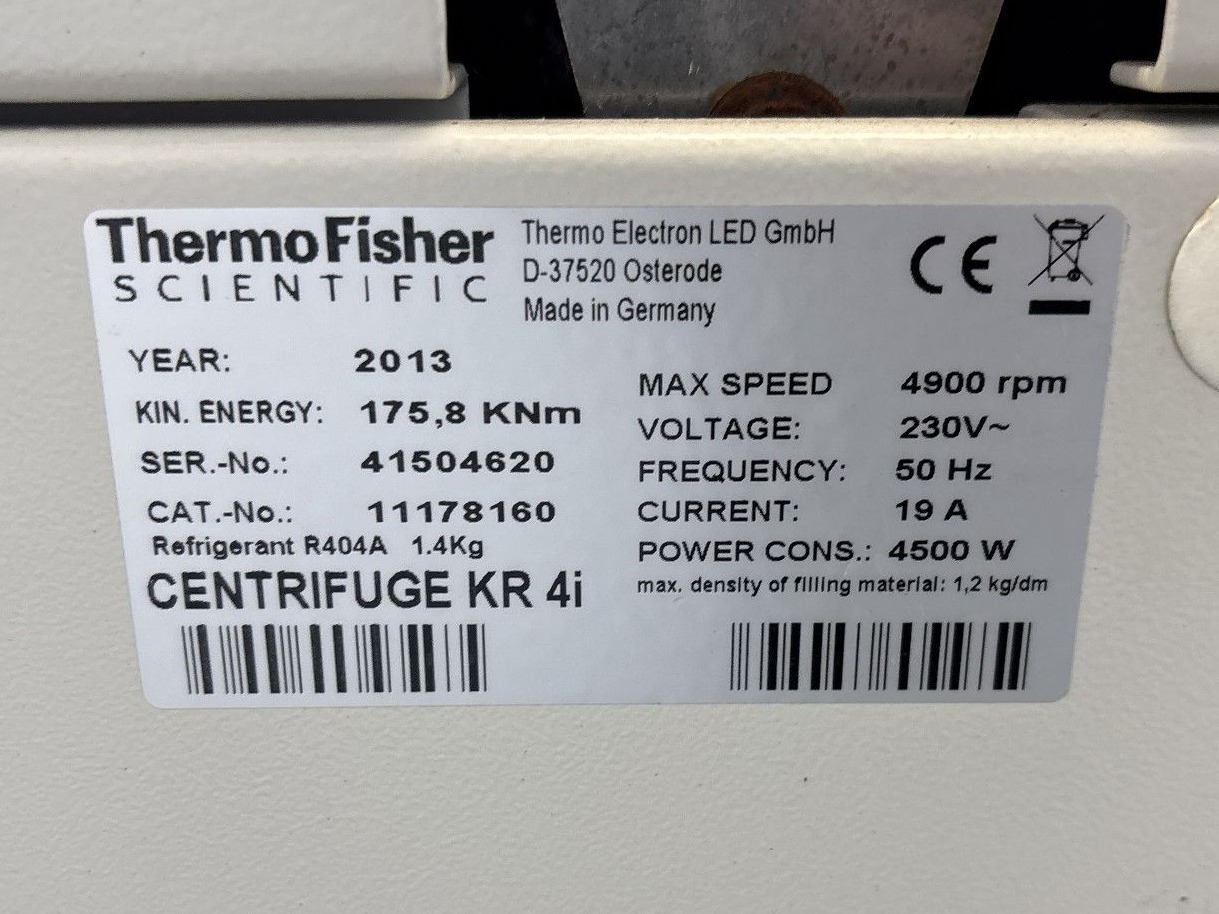 ThermoFisher
SCIENTIFIC
Thermo Electron LED GmbH
D-37520 Osterode
Made in Germany
CE
YEAR: 2013
KIN. ENERGY: 175,8 KNm
SER.-No.: 41504620
CAT.-No.: 11178160
Refrigerant R404A 1.4Kg
CENTRIFUGE KR 4i
MAX SPEED 4900 rpm
VOLTAGE: 230V~
FREQUENCY: 50 Hz
CURRENT: 19 A
POWER CONS.: 4500 W
max. density of filling material: 1,2 kg/dm